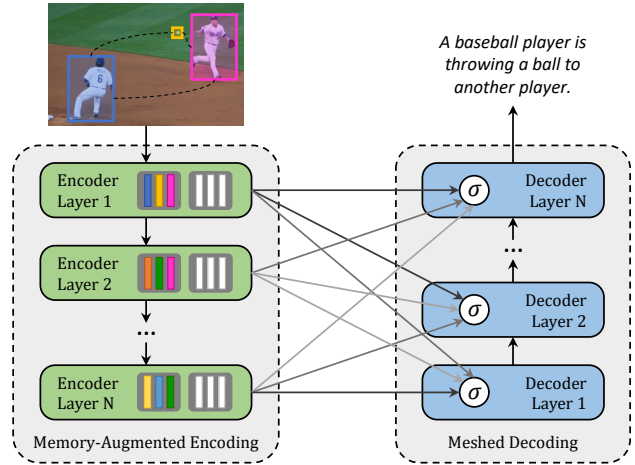 A baseball player is
throwing a ball to
another player.
6
Encoder
Layer 1
Encoder
Layer 2
...
Encoder
Layer N
Memory-Augmented Encoding
σ
Decoder
Layer N
...
σ
Decoder
Layer 2
σ
Decoder
Layer 1
Meshed Decoding